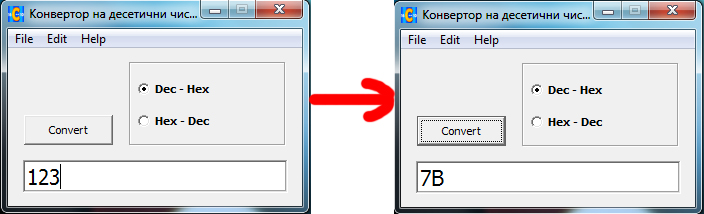 Конвертор на десетични чис...
File Edit Help
Dec - Hex
Convert
Hex - Dec
123
Конвертор на десетични чис...
File Edit Help
Dec - Hex
Convert
Hex - Dec
7B